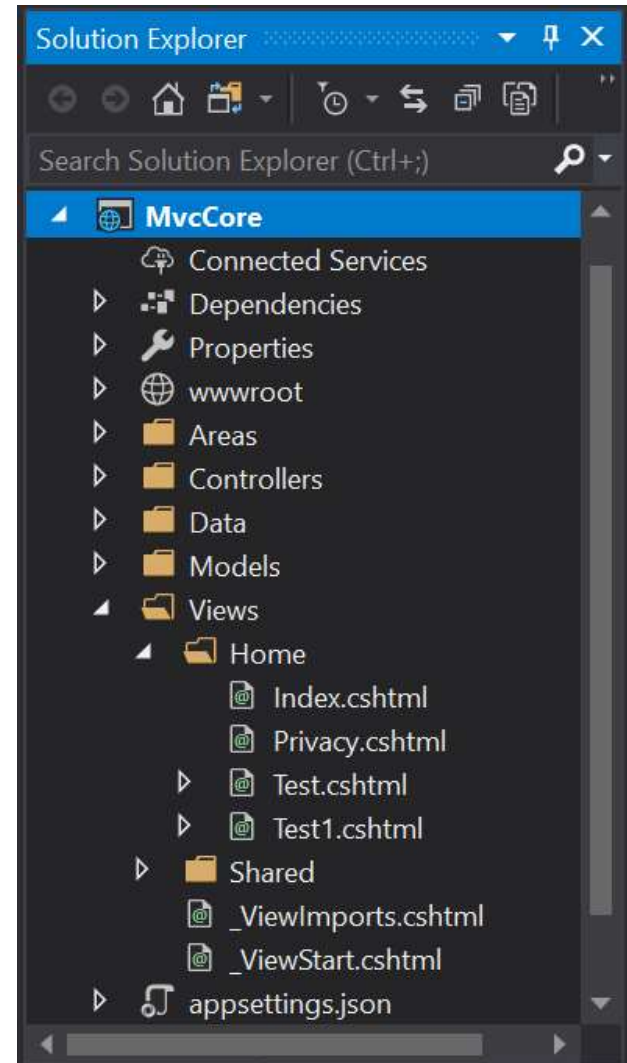 Solution Explorer
Search Solution Explorer (Ctrl+;)
MvcCore
Connected Services
Dependencies
Properties
wwwroot
Areas
Controllers
Data
Models
Views
Home
Index.cshtml
Privacy.cshtml
Test.cshtml
Test1.cshtml
Shared
_ViewImports.cshtml
_ViewStart.cshtml
appsettings.json